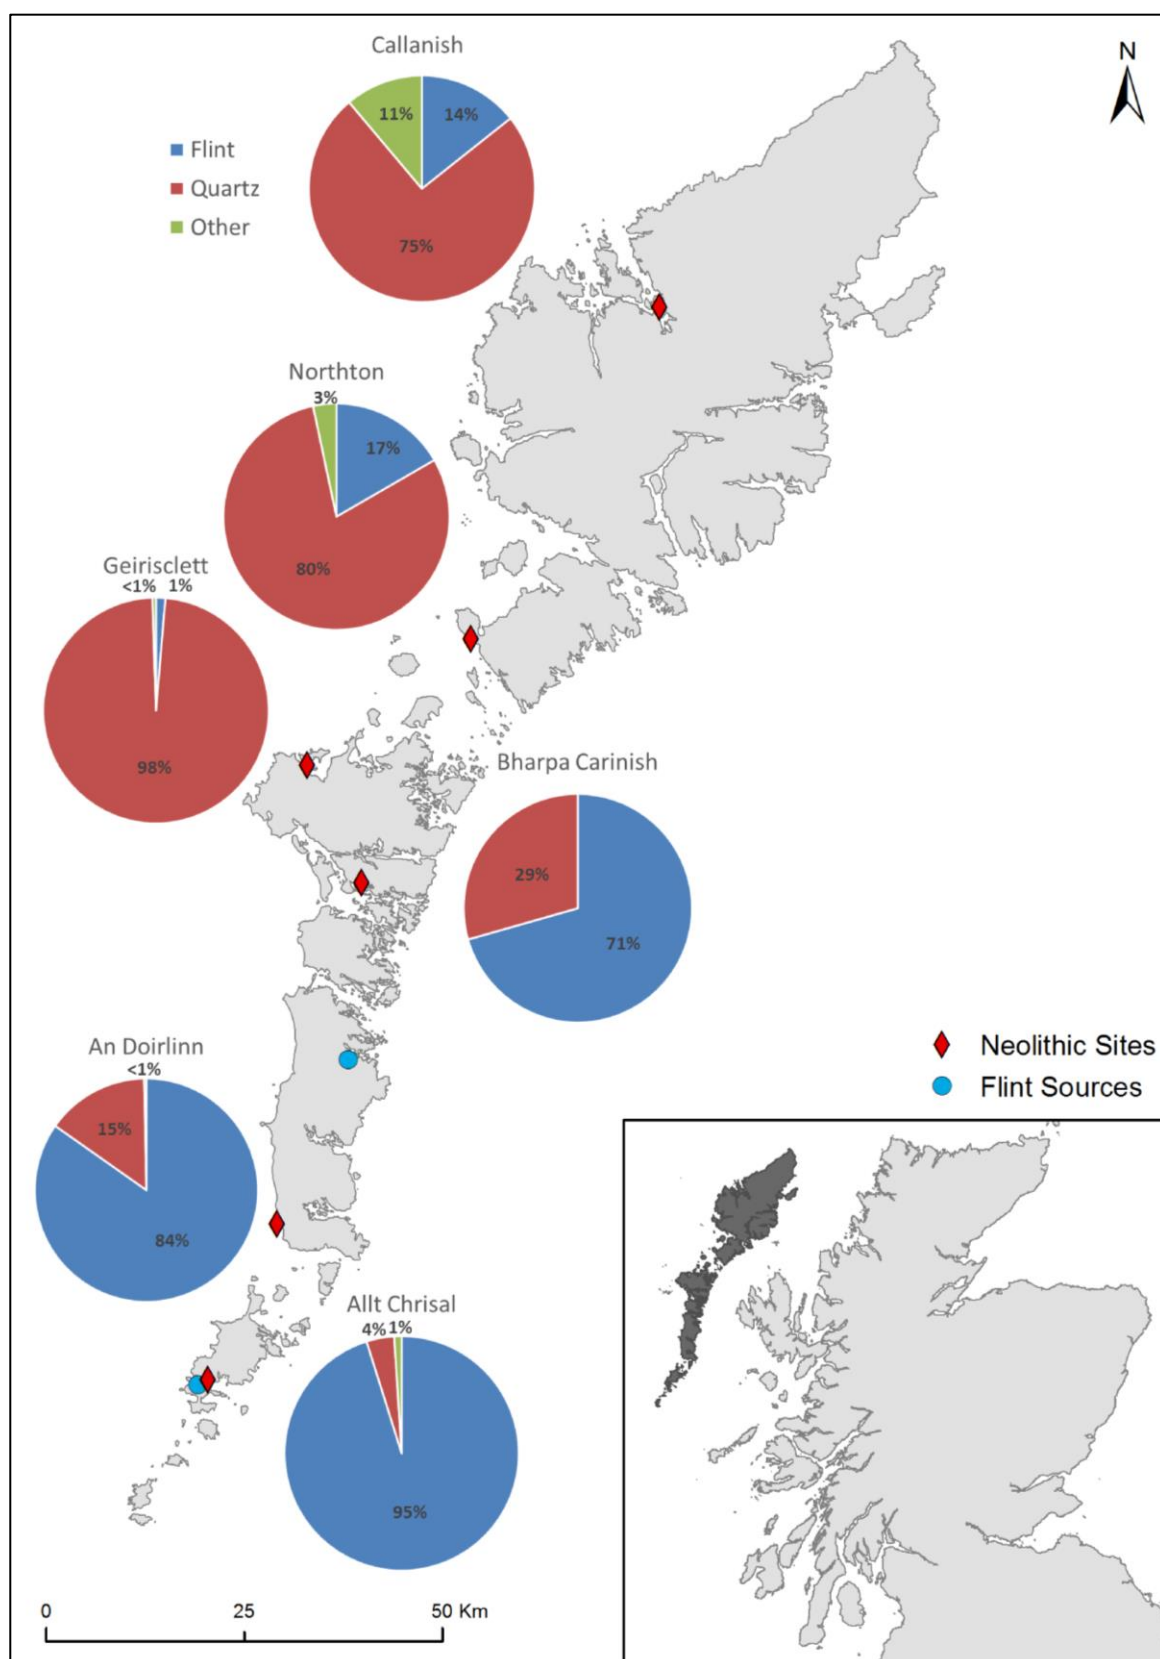 Callanish
N
11%
14%
Flint
Quartz
Other
75%
Northton
3%
17%
80%
Geirisclett
<1% 1%
98%
Bharpa Carinish
29%
71%
An Doirlinn
<1%
15%
84%
Neolithic Sites
Flint Sources
Allt Chrisal
4% 1%
95%
0 25 50 Km